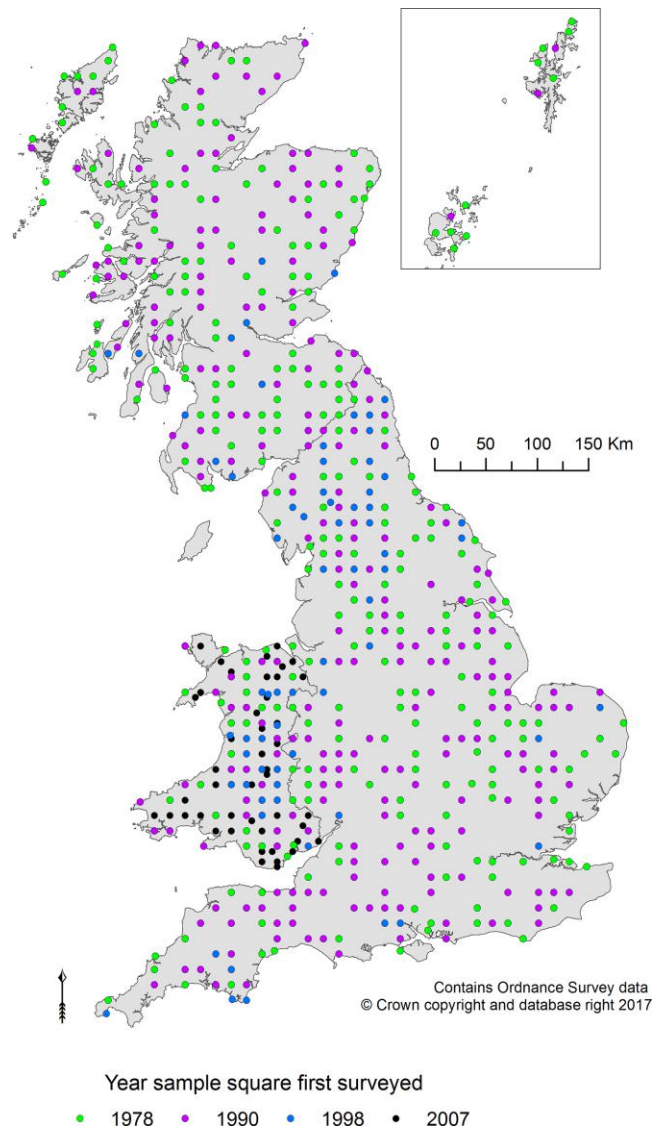 0 50 100 150 Km
Contains Ordnance Survey data
© Crown copyright and database right 2017
Year sample square first surveyed
1978 1990 1998 2007